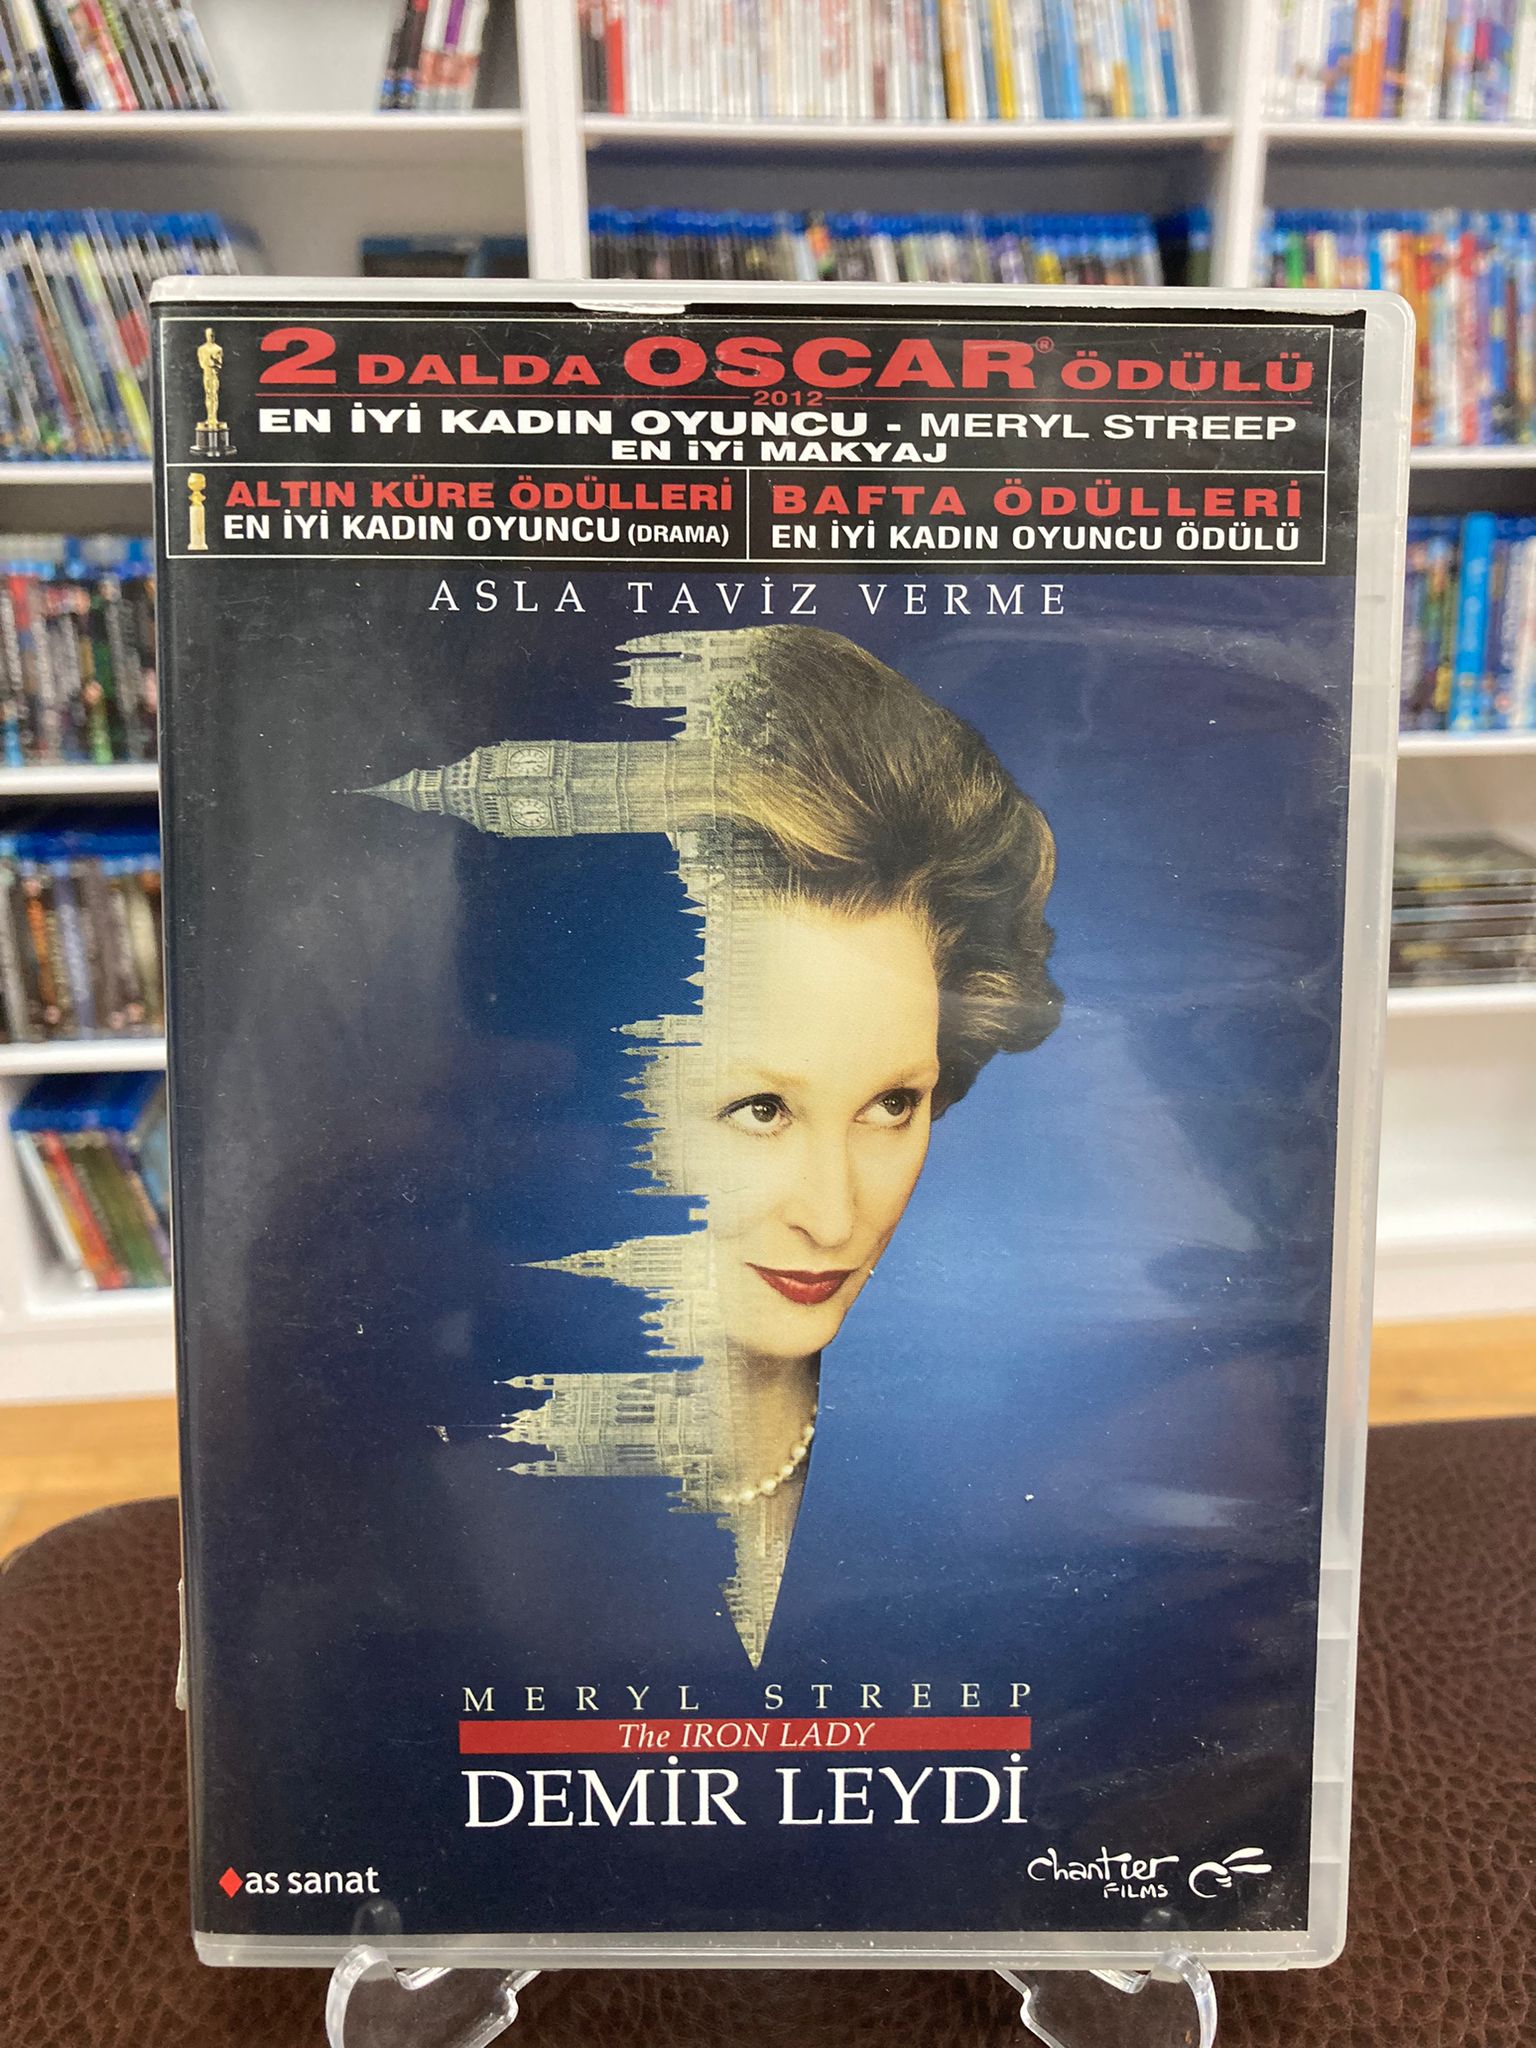 2 DALDA OSCAR® ÖDÜLÜ
2012
EN İYİ KADIN OYUNCU - MERYL STREEP
EN İYİ MAKYAJ
ALTIN KÜRE ÖDÜLLERİ
EN İYİ KADIN OYUNCU (DRAMA)
BAFTA ÖDÜLLERİ
EN İYİ KADIN OYUNCU ÖDÜLÜ
ASLA TAVİZ VERME
MERYL STREEP
The IRON LADY
DEMİR LEYDİ
as sanat
Chantier
FILMS